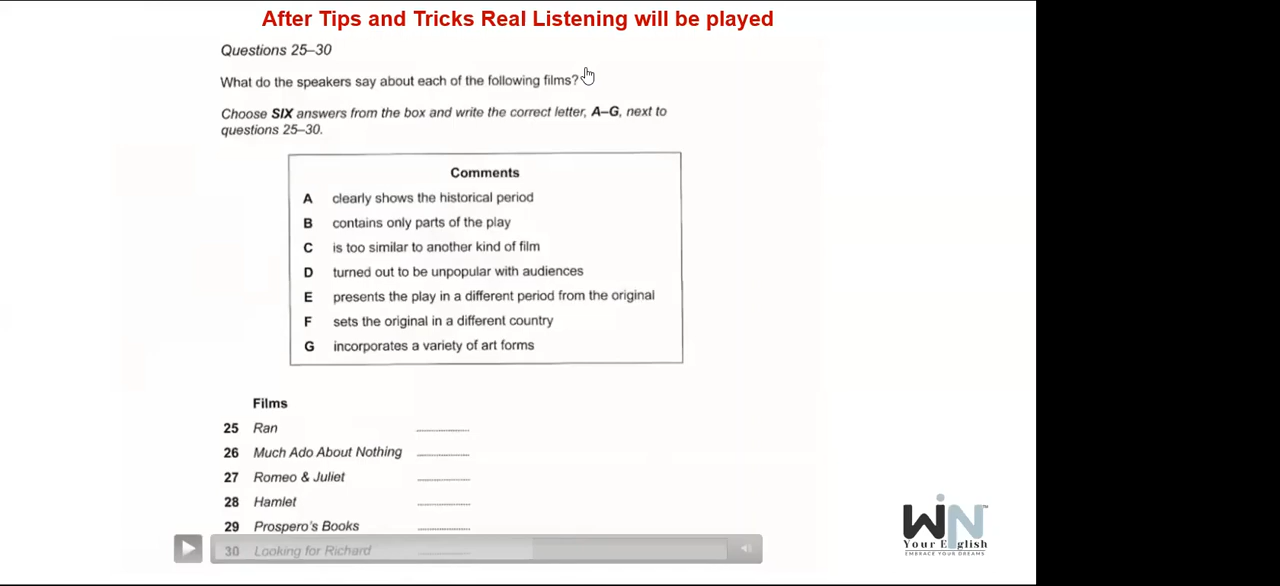 After Tips and Tricks Real Listening will be played
Questions 25–30
What do the speakers say about each of the following films?
Choose SIX answers from the box and write the correct letter, A–G, next to
questions 25–30.
Comments
A clearly shows the historical period
B contains only parts of the play
C is too similar to another kind of film
D turned out to be unpopular with audiences
E presents the play in a different period from the original
F sets the original in a different country
G incorporates a variety of art forms
Films
25 Ran ....................
26 Much Ado About Nothing ....................
27 Romeo & Juliet ....................
28 Hamlet ....................
29 Prospero's Books ....................
30 Looking for Richard ....................
WiN™
Your E glish
EMBRACE YOUR DREAMS